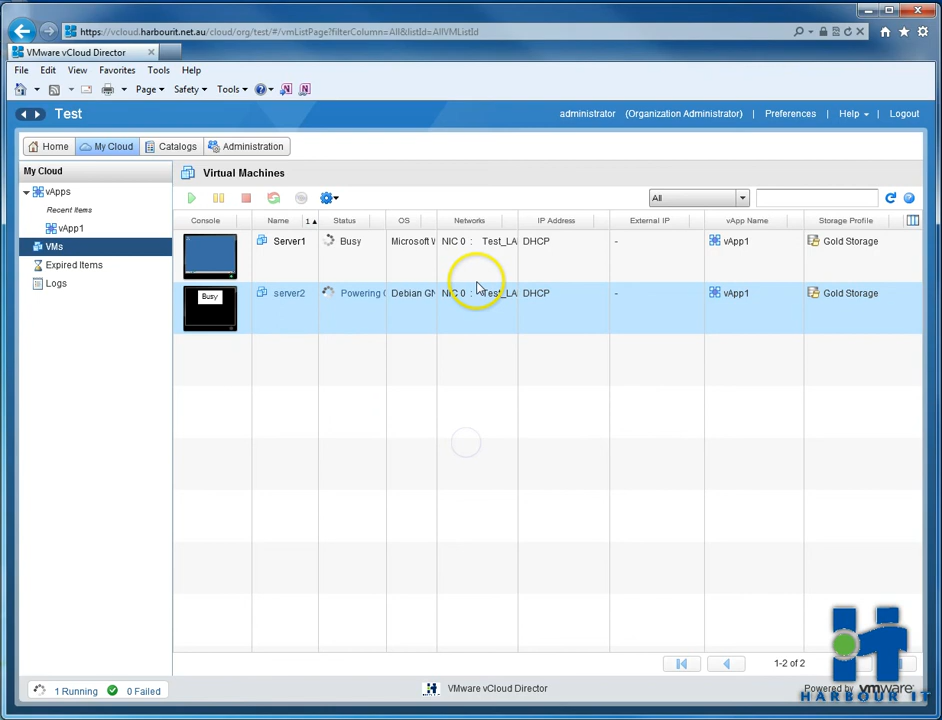 https://vcloud.harbourit.net.au/cloud/org/test/#/vmListPage?filterColumn=All&listId=AllVMListId
VMware vCloud Director
File Edit View Favorites Tools Help
Page Safety Tools
Test
administrator (Organization Administrator) Preferences Help Logout
Home My Cloud Catalogs Administration
My Cloud
Virtual Machines
vApps
Recent Items
vApp1
VMs
Expired Items
Logs
All
Console Name 1 Status OS Networks IP Address External IP vApp Name Storage Profile
Server1 Busy Microsoft W NIC 0 : Test_LA DHCP - vApp1 Gold Storage
Busy server2 Powering Debian GN NIC 0 : Test_LA DHCP - vApp1 Gold Storage
1-2 of 2
1 Running 0 Failed
VMware vCloud Director
Powered by vmware
HARBOUR IT